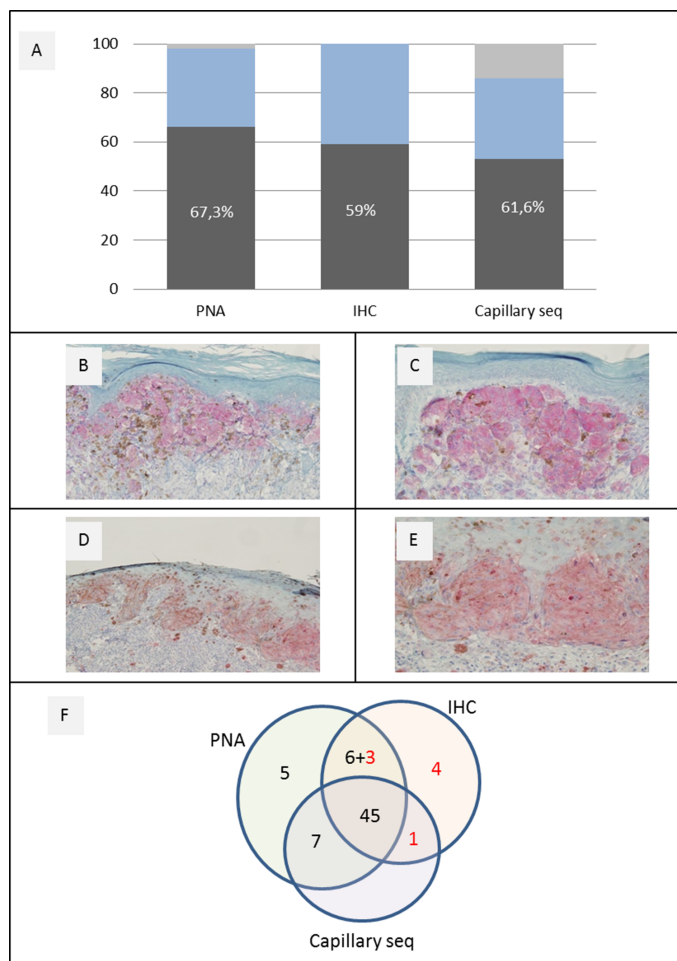 A
100
80
60
40
20
0
67,3%
59%
61,6%
PNA
IHC
Capillary seq
B
C
D
E
F
PNA
IHC
5
6+3
4
45
7
1
Capillary seq